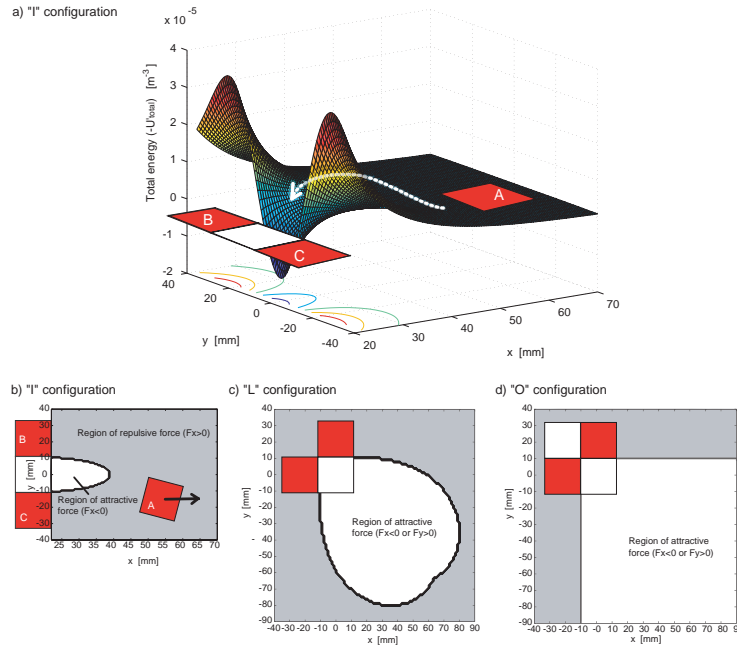 a) "I" configuration
x 10 -5
4
3
2
1
0
-1
-2
Total energy (-U'total) [m-3]
A
B
C
40
20
0
-20
-40
y [mm]
20
30
40
50
60
70
x [mm]
b) "I" configuration
40
30
20
10
0
-10
-20
-30
-40
y [mm]
B
C
Region of repulsive force (Fx>0)
Region of attractive
force (Fx<0)
A
25 30 35 40 45 50 55 60 65 70
x [mm]
c) "L" configuration
40
30
20
10
0
-10
-20
-30
-40
-50
-60
-70
-80
-90
y [mm]
Region of attractive
force (Fx<0 or Fy>0)
-40 -30 -20 -10 0 10 20 30 40 50 60 70 80 90
x [mm]
d) "O" configuration
40
30
20
10
0
-10
-20
-30
-40
-50
-60
-70
-80
-90
y [mm]
Region of attractive
force (Fx<0 or Fy>0)
-40 -30 -20 -10 -0 10 20 30 40 50 60 70 80 90
x [mm]